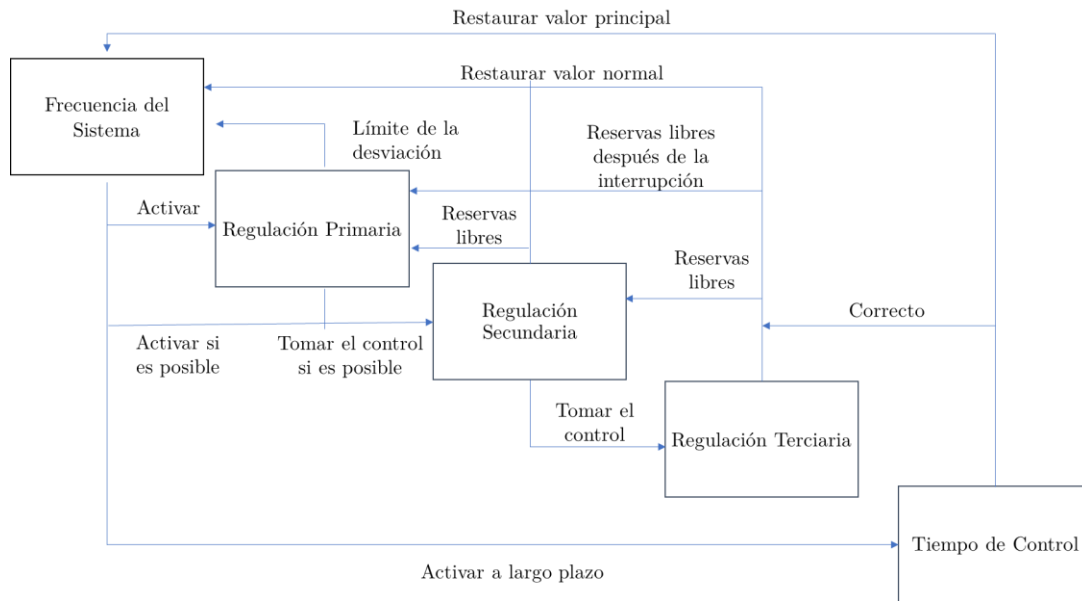 Restaurar valor principal
Restaurar valor normal
Frecuencia del
Sistema
Límite de la
desviación
Reservas libres
después de la
interrupción
Activar
Regulación Primaria
Reservas
libres
Reservas
libres
Regulación
Secundaria
Correcto
Activar si
es posible
Tomar el control
si es posible
Tomar el
control
Regulación Terciaria
Tiempo de Control
Activar a largo plazo